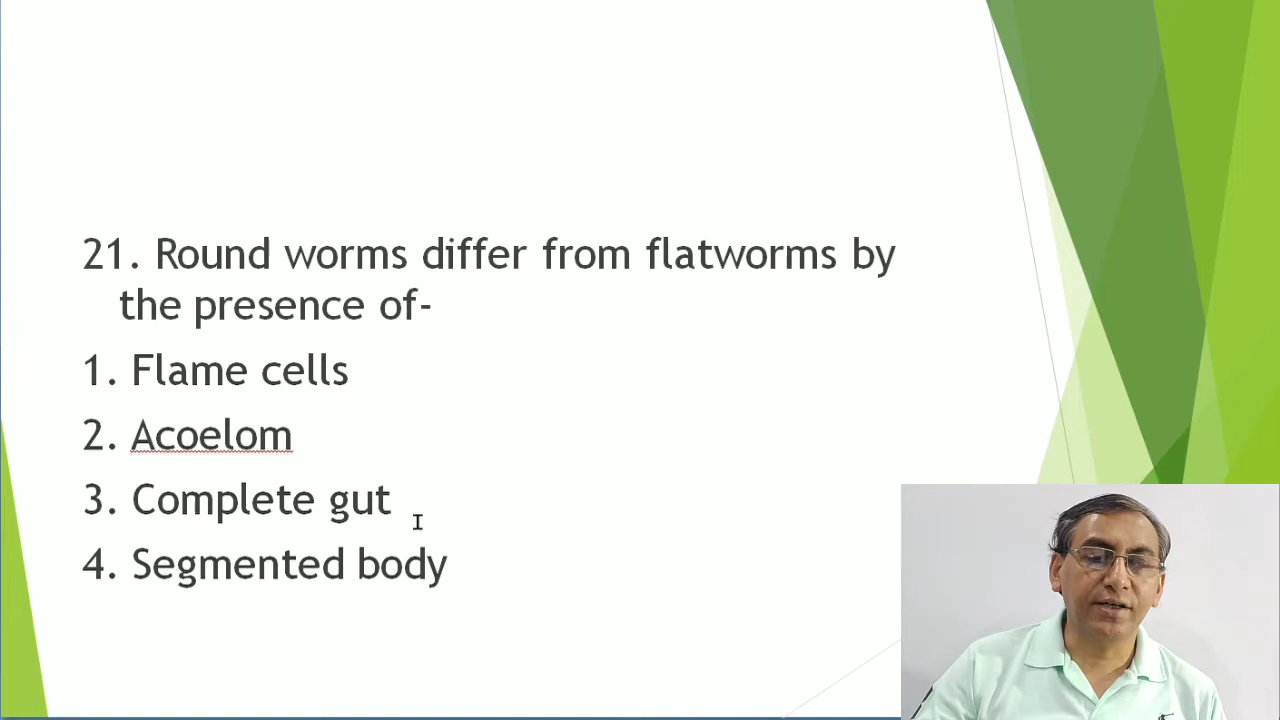 21. Round worms differ from flatworms by
the presence of-
1. Flame cells
2. Acoelom
3. Complete gut
4. Segmented body